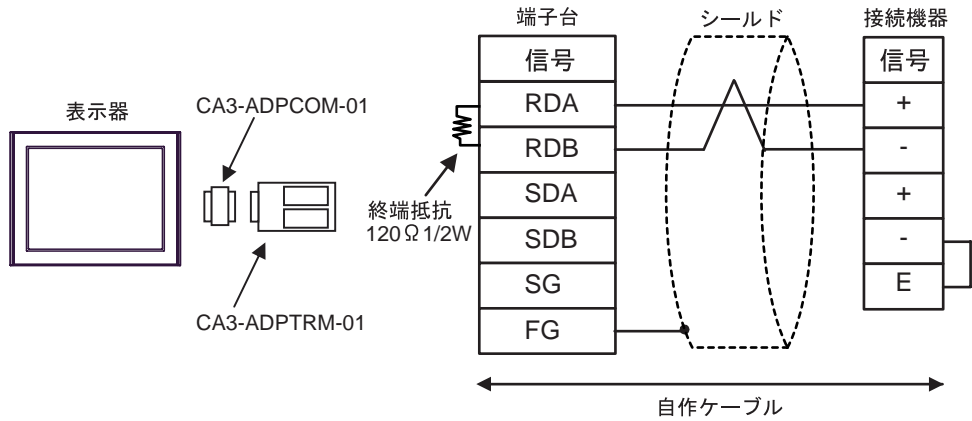 端子台
シールド
接続機器
信号
信号
表示器
CA3-ADPCOM-01
RDA
+
RDB
-
終端抵抗
120Ω1/2W
SDA
+
SDB
-
SG
E
CA3-ADPTRM-01
FG
自作ケーブル